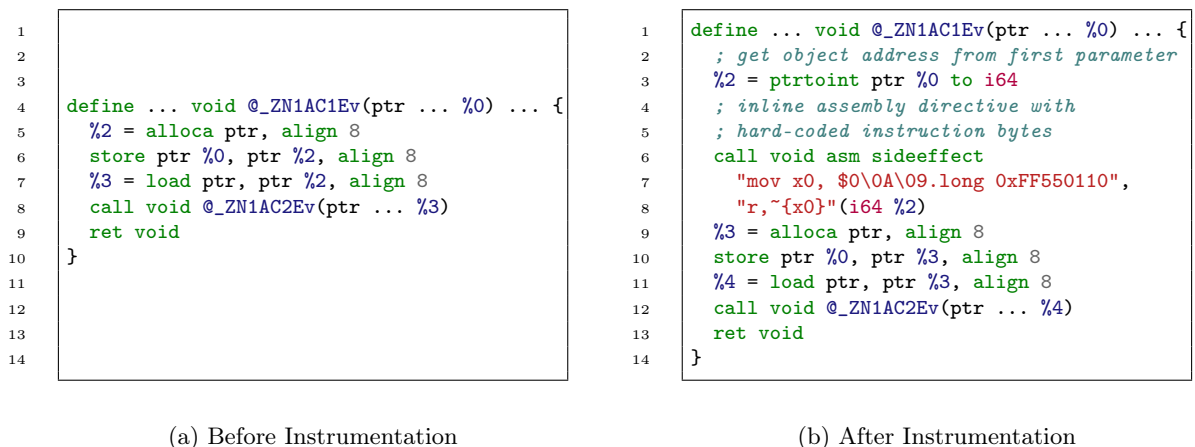 1
2
3
4 define ... void @_ZN1AC1Ev(ptr ... %0) ... {
5 %2 = alloca ptr, align 8
6 store ptr %0, ptr %2, align 8
7 %3 = load ptr, ptr %2, align 8
8 call void @_ZN1AC2Ev(ptr ... %3)
9 ret void
10 }
11
12
13
14
(a) Before Instrumentation
1 define ... void @_ZN1AC1Ev(ptr ... %0) ... {
2 ; get object address from first parameter
3 %2 = ptrtoint ptr %0 to i64
4 ; inline assembly directive with
5 ; hard-coded instruction bytes
6 call void asm sideeffect
7 "mov x0, $0\0A\09.long 0xFF550110",
8 "r,~{x0}"(i64 %2)
9 %3 = alloca ptr, align 8
10 store ptr %0, ptr %3, align 8
11 %4 = load ptr, ptr %3, align 8
12 call void @_ZN1AC2Ev(ptr ... %4)
13 ret void
14 }
(b) After Instrumentation